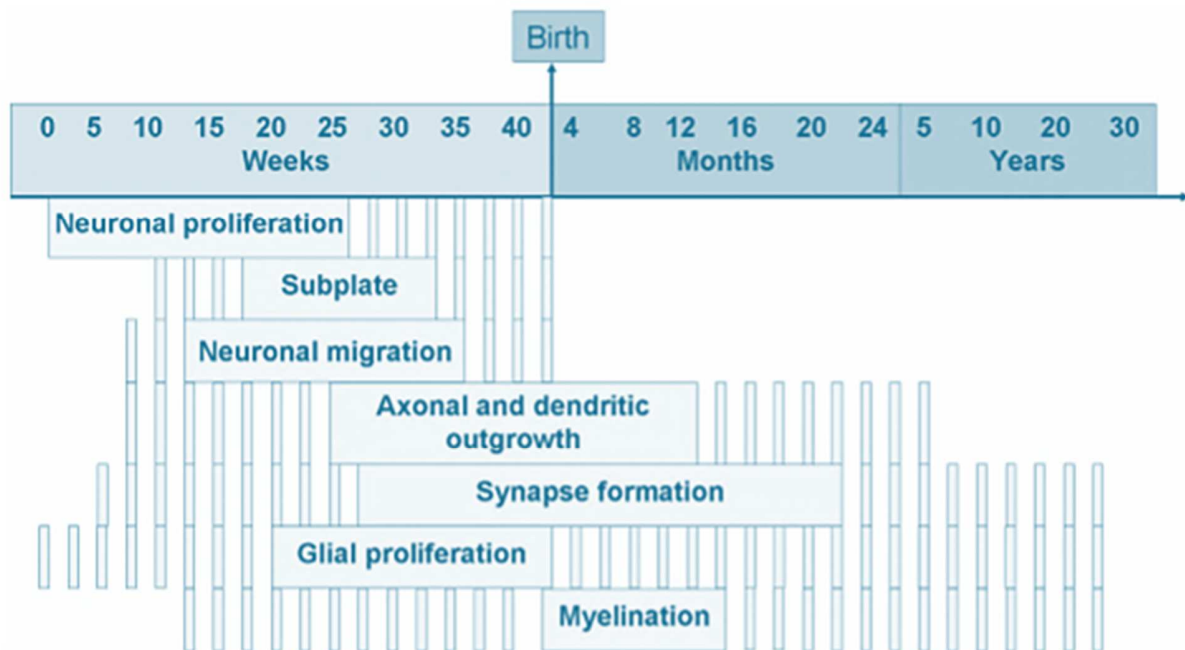 Birth
0 5 10 15 20 25 30 35 40 4 8 12 16 20 24 5 10 20 30
Weeks Months Years
Neuronal proliferation
Subplate
Neuronal migration
Axonal and dendritic
outgrowth
Synapse formation
Glial proliferation
Myelination